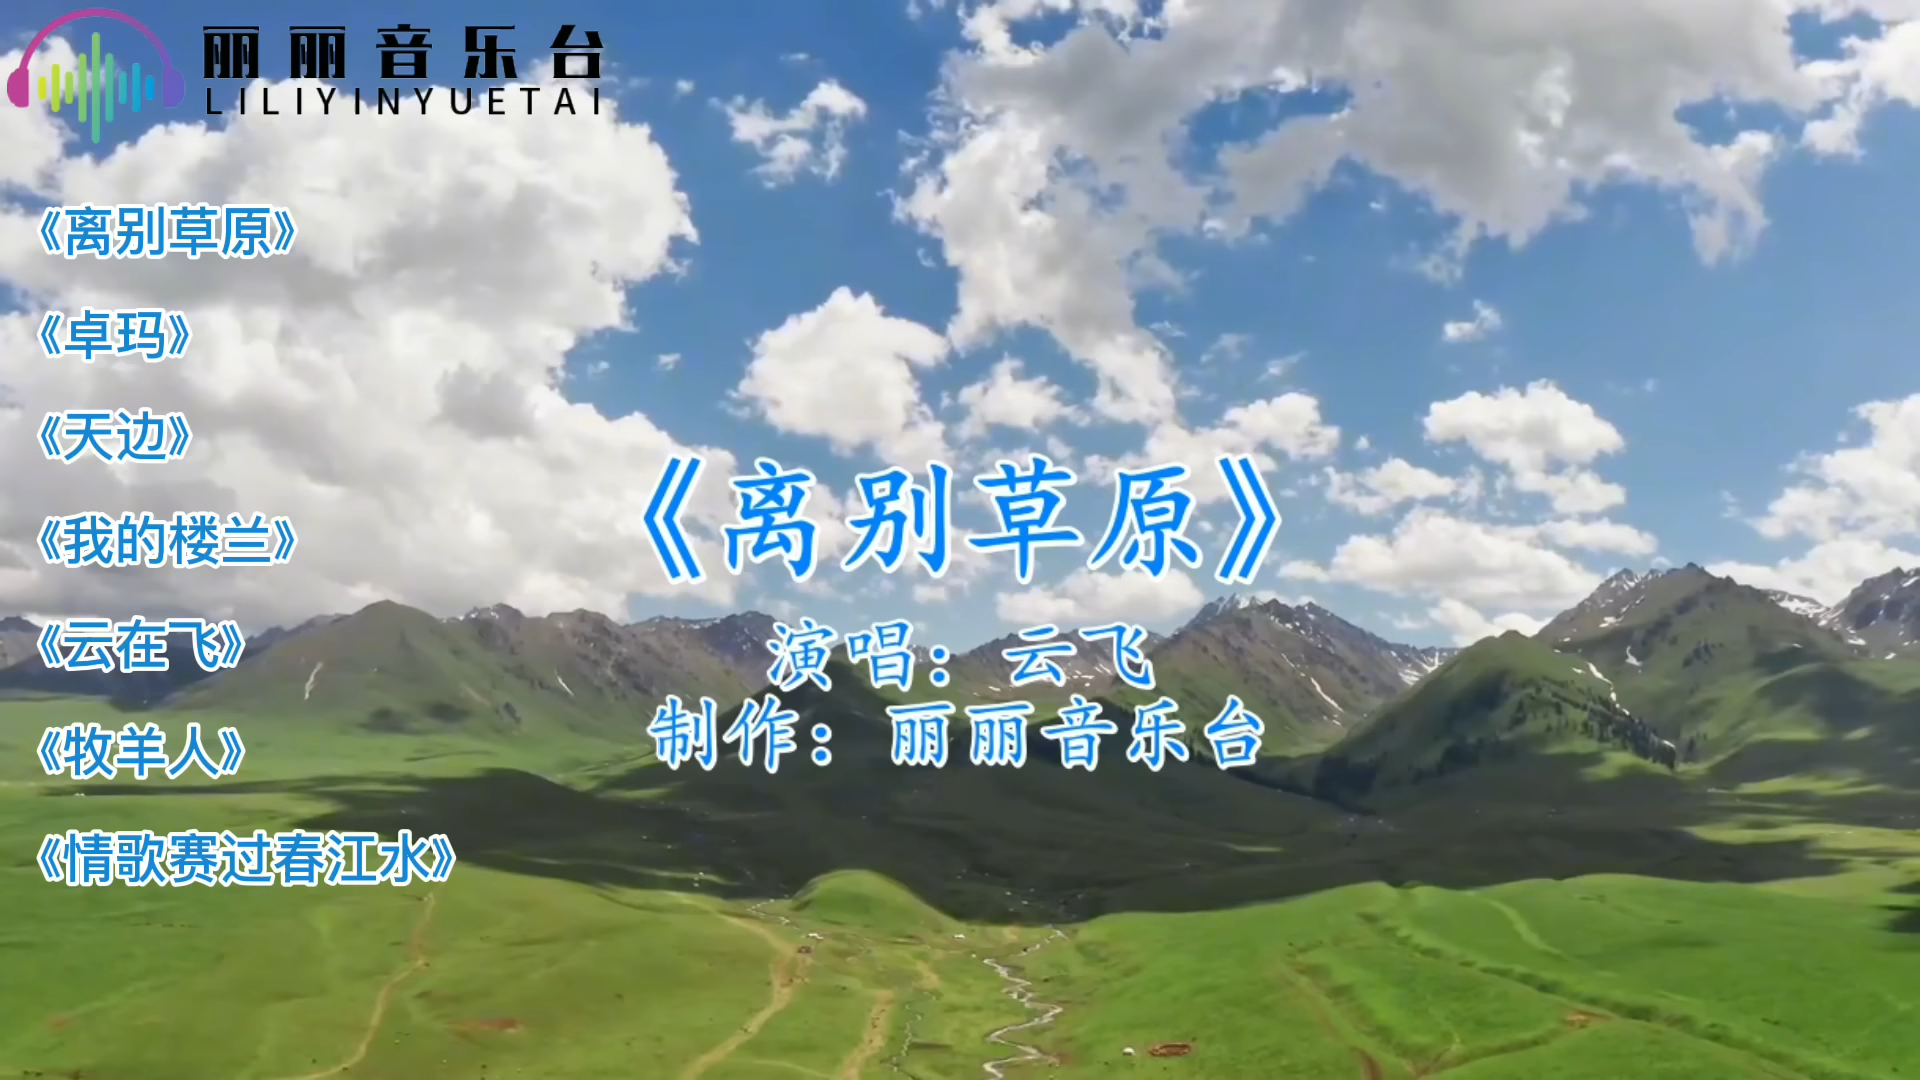 丽丽音乐台
LILIYINYUETAI
《离别草原》
《卓玛》
《天边》
《我的楼兰》
《云在飞》
《牧羊人》
《情歌赛过春江水》
《离别草原》
演唱：云飞
制作：丽丽音乐台